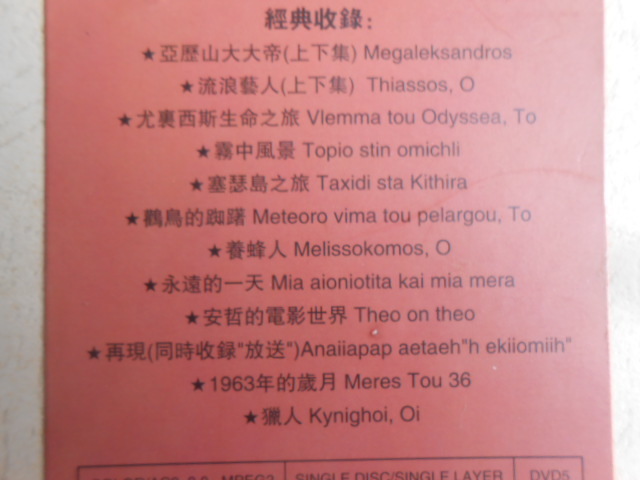 經典收錄:
★亞歷山大大帝(上下集) Megaleksandros
★流浪藝人(上下集) Thiassos, O
★尤裏西斯生命之旅 Vlemma tou Odyssea, To
★霧中風景 Topio stin omichli
★塞瑟島之旅 Taxidi sta Kithira
★鸛鳥的踟躇 Meteoro vima tou pelargou, To
★養蜂人 Melissokomos, O
★永遠的一天 Mia aioniotita kai mia mera
★安哲的電影世界 Theo on theo
★再現(同時收録"放送")Anaiiapap aetaeh"h ekiiomiih"
★1963年的歲月 Meres Tou 36
★獵人 Kynighoi, Oi
MPEG2 SINGLE DISC/SINGLE LAYER DVD5